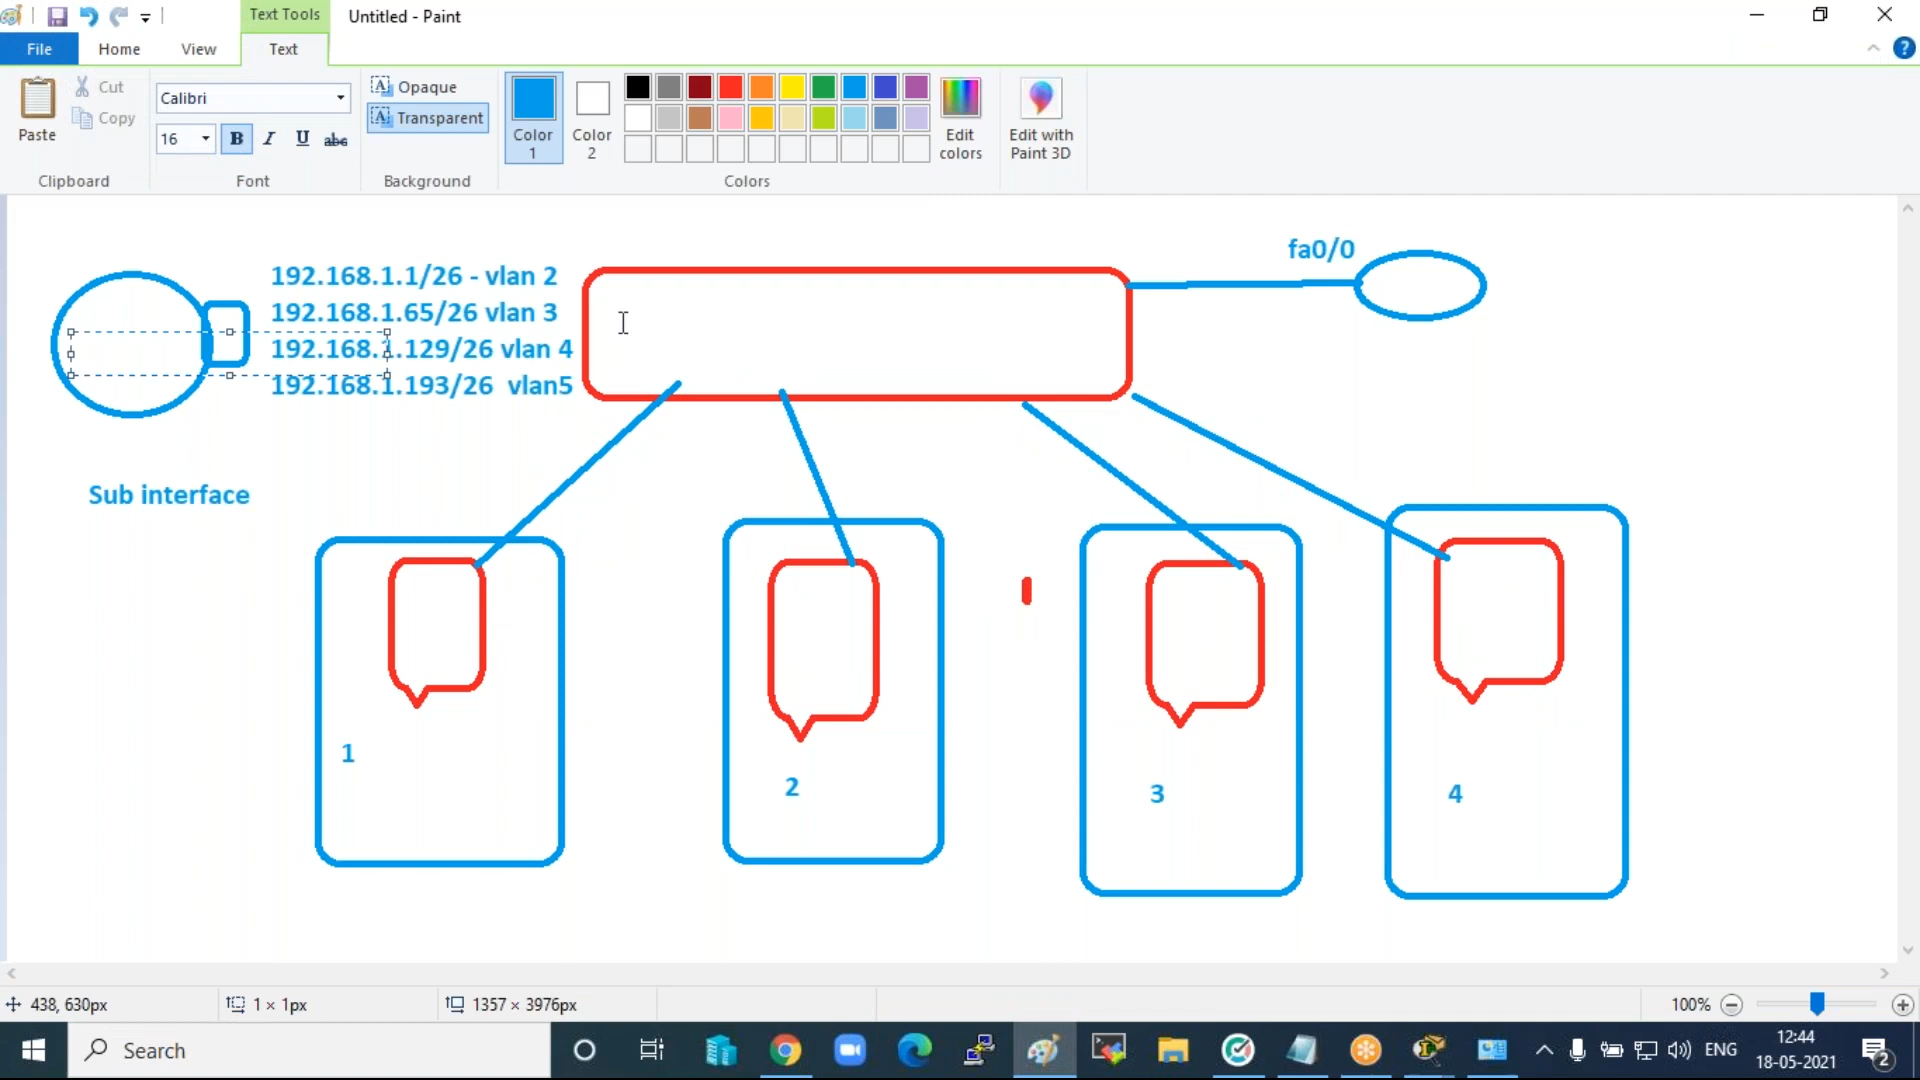 Text Tools
Untitled - Paint
File
Home
View
Text
Paste
Cut
Copy
Clipboard
Calibri
16
B I U abc
Font
Opaque
Transparent
Background
Color 1
Color 2
Edit colors
Colors
Edit with Paint 3D
fa0/0
192.168.1.1/26 - vlan 2
192.168.1.65/26 vlan 3
192.168.1.129/26 vlan 4
192.168.1.193/26 vlan5
Sub interface
1
2
3
4
438, 630px
1 × 1px
1357 × 3976px
100%
Search
ENG
12:44
18-05-2021
2